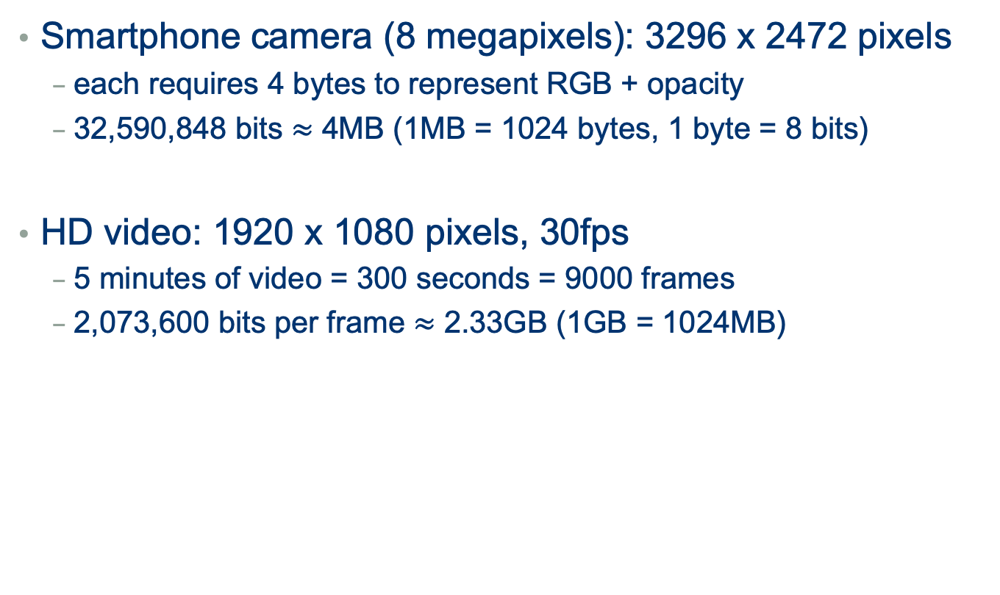 • Smartphone camera (8 megapixels): 3296 x 2472 pixels
– each requires 4 bytes to represent RGB + opacity
– 32,590,848 bits ≈ 4MB (1MB = 1024 bytes, 1 byte = 8 bits)
• HD video: 1920 x 1080 pixels, 30fps
– 5 minutes of video = 300 seconds = 9000 frames
– 2,073,600 bits per frame ≈ 2.33GB (1GB = 1024MB)